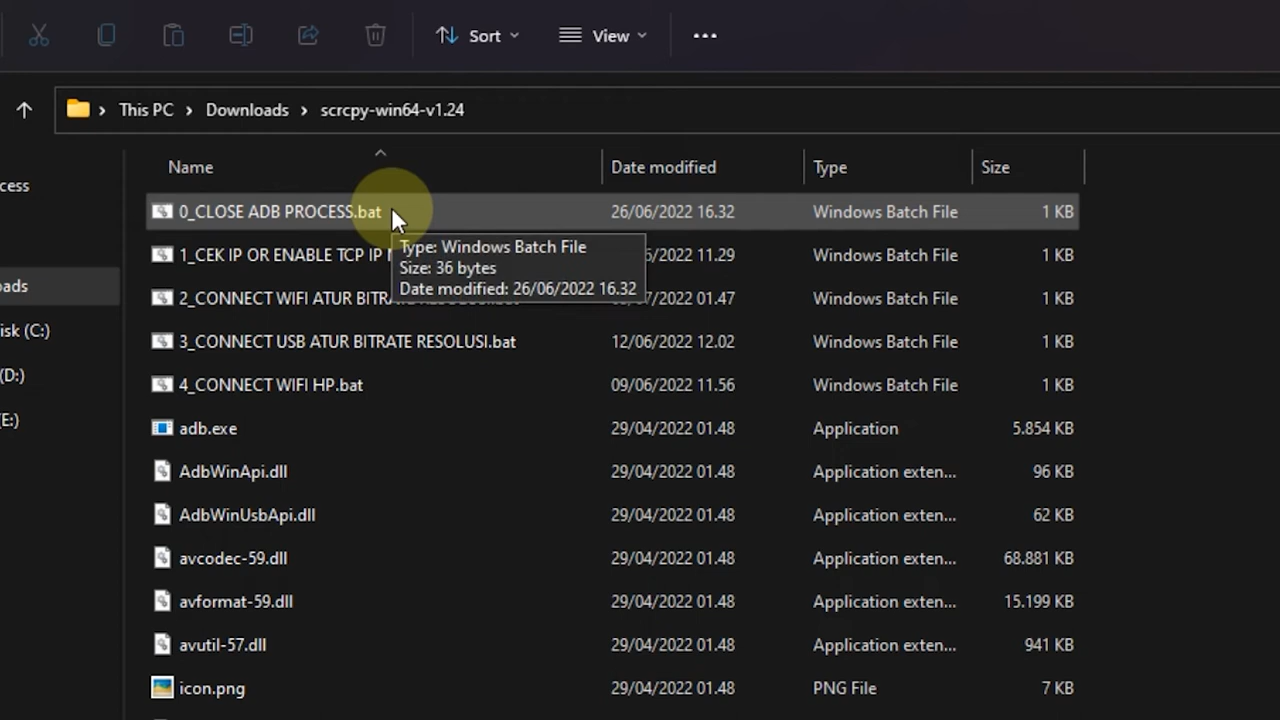 Sort
View
This PC
Downloads
scrcpy-win64-v1.24
Name
Date modified
Type
Size
0_CLOSE ADB PROCESS.bat
26/06/2022 16.32
Windows Batch File
1 KB
Type: Windows Batch File
Size: 36 bytes
Date modified: 26/06/2022 16.32
1_CEK IP OR ENABLE TCP IP
11.29
Windows Batch File
1 KB
2_CONNECT WIFI ATUR
01.47
Windows Batch File
1 KB
3_CONNECT USB ATUR BITRATE RESOLUSI.bat
12/06/2022 12.02
Windows Batch File
1 KB
4_CONNECT WIFI HP.bat
09/06/2022 11.56
Windows Batch File
1 KB
adb.exe
29/04/2022 01.48
Application
5.854 KB
AdbWinApi.dll
29/04/2022 01.48
Application exten...
96 KB
AdbWinUsbApi.dll
29/04/2022 01.48
Application exten...
62 KB
avcodec-59.dll
29/04/2022 01.48
Application exten...
68.881 KB
avformat-59.dll
29/04/2022 01.48
Application exten...
15.199 KB
avutil-57.dll
29/04/2022 01.48
Application exten...
941 KB
icon.png
29/04/2022 01.48
PNG File
7 KB
cess
ads
isk (C:)
(D:)
(E:)